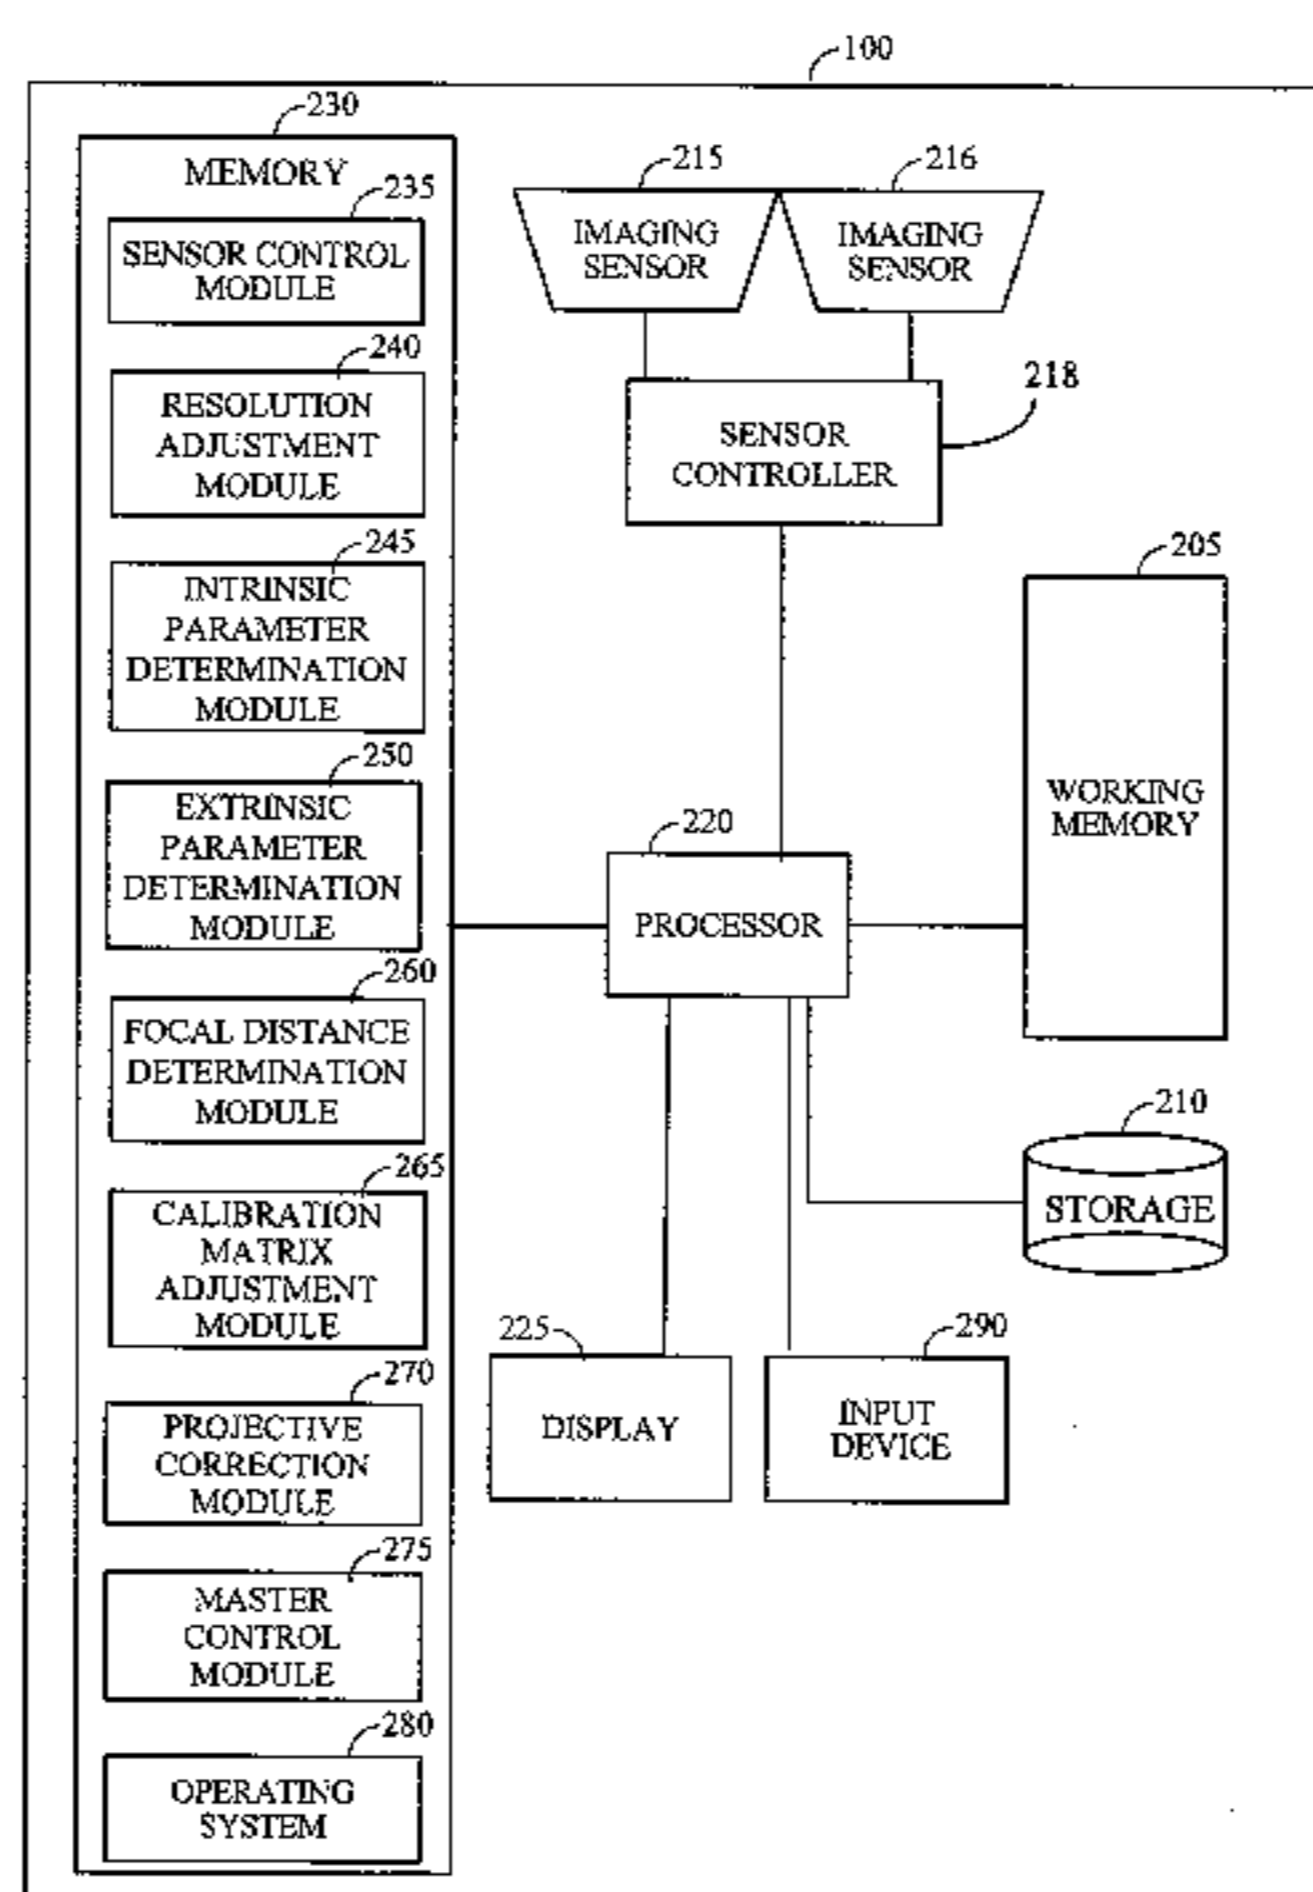 100
230
MEMORY
235
SENSOR CONTROL
MODULE
240
RESOLUTION
ADJUSTMENT
MODULE
245
INTRINSIC
PARAMETER
DETERMINATION
MODULE
250
EXTRINSIC
PARAMETER
DETERMINATION
MODULE
260
FOCAL DISTANCE
DETERMINATION
MODULE
265
CALIBRATION
MATRIX
ADJUSTMENT
MODULE
270
PROJECTIVE
CORRECTION
MODULE
275
MASTER
CONTROL
MODULE
280
OPERATING
SYSTEM
215
IMAGING
SENSOR
216
IMAGING
SENSOR
218
SENSOR
CONTROLLER
205
WORKING
MEMORY
220
PROCESSOR
210
STORAGE
225
DISPLAY
290
INPUT
DEVICE